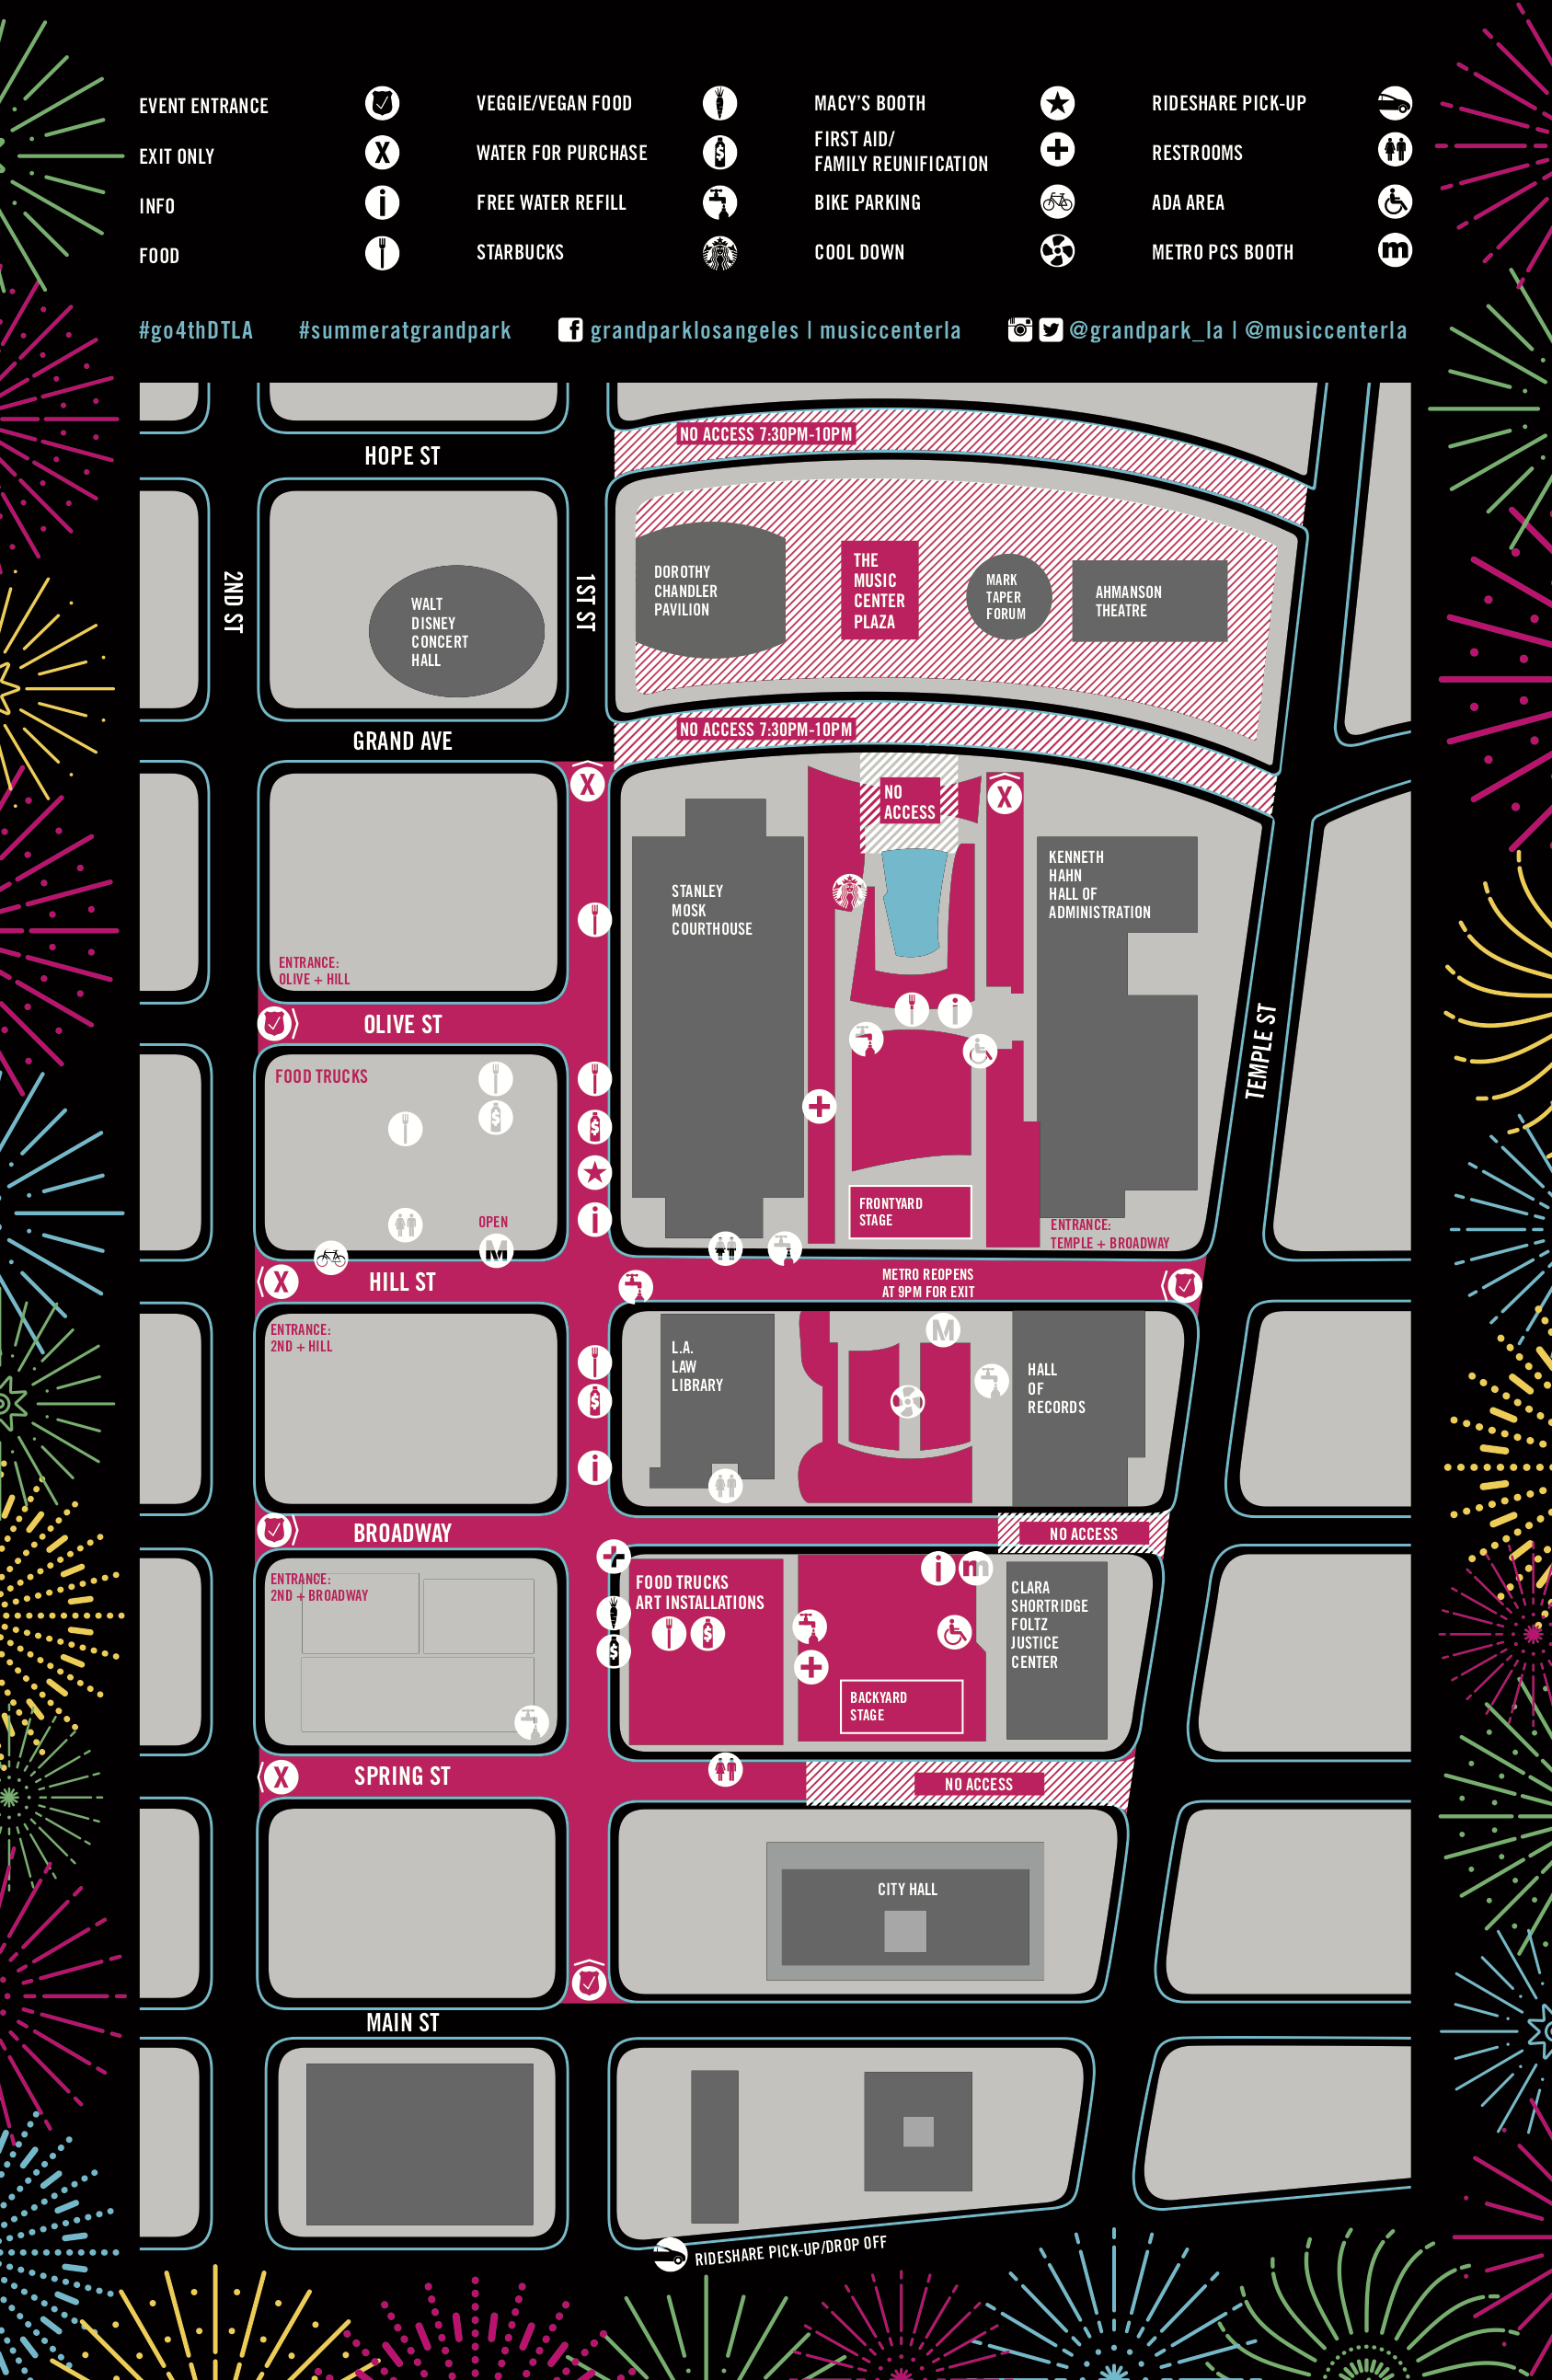 EVENT ENTRANCE
EXIT ONLY
X
INFO
i
FOOD
VEGGIE/VEGAN FOOD
WATER FOR PURCHASE
$
FREE WATER REFILL
STARBUCKS
MACY'S BOOTH
FIRST AID/
FAMILY REUNIFICATION
BIKE PARKING
COOL DOWN
RIDESHARE PICK-UP
RESTROOMS
ADA AREA
METRO PCS BOOTH
m
#go4thDTLA #summeratgrandpark f grandparklosangeles | musiccenterla @grandpark_la | @musiccenterla
NO ACCESS 7:30PM-10PM
HOPE ST
2ND ST
1ST ST
WALT
DISNEY
CONCERT
HALL
DOROTHY
CHANDLER
PAVILION
THE
MUSIC
CENTER
PLAZA
MARK
TAPER
FORUM
AHMANSON
THEATRE
NO ACCESS 7:30PM-10PM
GRAND AVE
X
NO
ACCESS
X
STANLEY
MOSK
COURTHOUSE
KENNETH
HAHN
HALL OF
ADMINISTRATION
ENTRANCE:
OLIVE + HILL
OLIVE ST
i
TEMPLE ST
FOOD TRUCKS
$
$
i
OPEN
M
FRONTYARD
STAGE
ENTRANCE:
TEMPLE + BROADWAY
X
HILL ST
METRO REOPENS
AT 9PM FOR EXIT
ENTRANCE:
2ND + HILL
M
L.A.
LAW
LIBRARY
HALL
OF
RECORDS
$
i
BROADWAY
NO ACCESS
ENTRANCE:
2ND + BROADWAY
FOOD TRUCKS
ART INSTALLATIONS
$
$
i
m
CLARA
SHORTRIDGE
FOLTZ
JUSTICE
CENTER
BACKYARD
STAGE
X
SPRING ST
NO ACCESS
CITY HALL
MAIN ST
RIDESHARE PICK-UP/DROP OFF